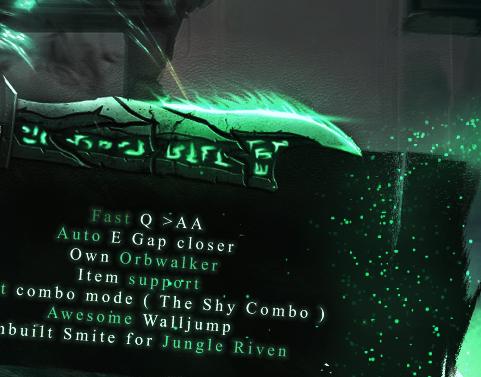 Fast Q >AA
Auto E Gap closer
Own Orbwalker
Item support
t combo mode ( The Shy Combo )
Awesome Walljump
nbuilt Smite for Jungle Riven